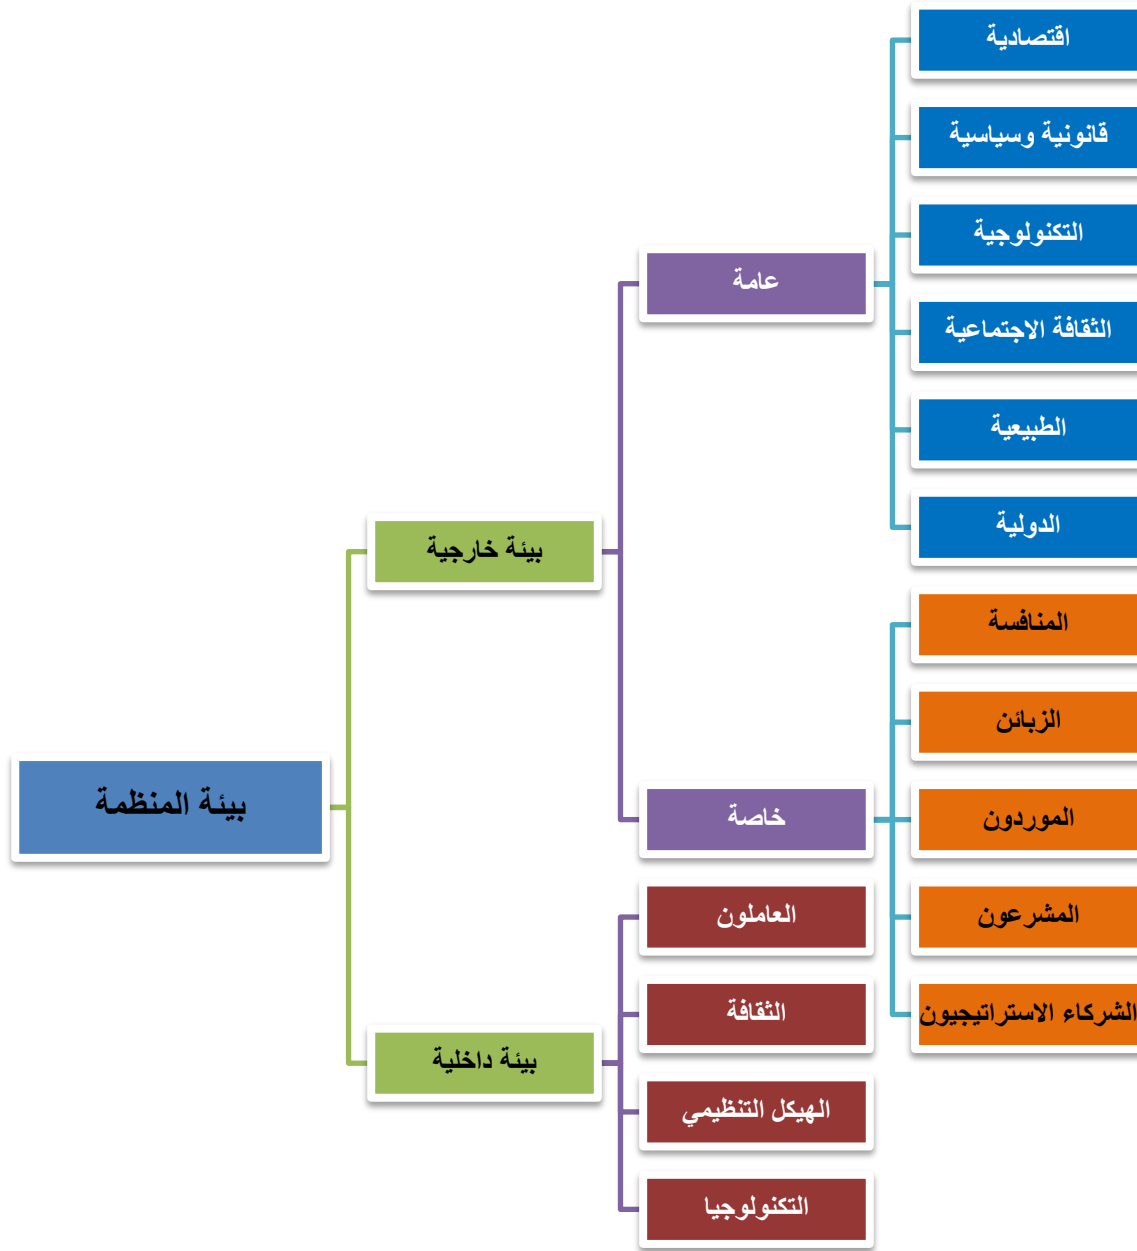 بيئة المنظمة
بيئة خارجية
عامة
اقتصادية
قانونية وسياسية
التكنولوجية
الثقافة الاجتماعية
الطبيعية
الدولية
خاصة
المنافسة
الزبائن
الموردون
المشرعون
الشركاء الاستراتيجيون
بيئة داخلية
العاملون
الثقافة
الهيكل التنظيمي
التكنولوجيا